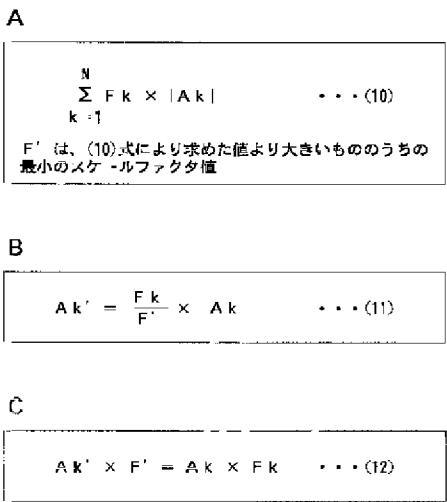 A
N
Σ Fk × |Ak| ・・・(10)
k=1
F' は、(10)式により求めた値より大きいもののうちの
最小のスケールファクタ値
B
Ak' = Fk/F' × Ak ・・・(11)
C
Ak' × F' = Ak × Fk ・・・(12)